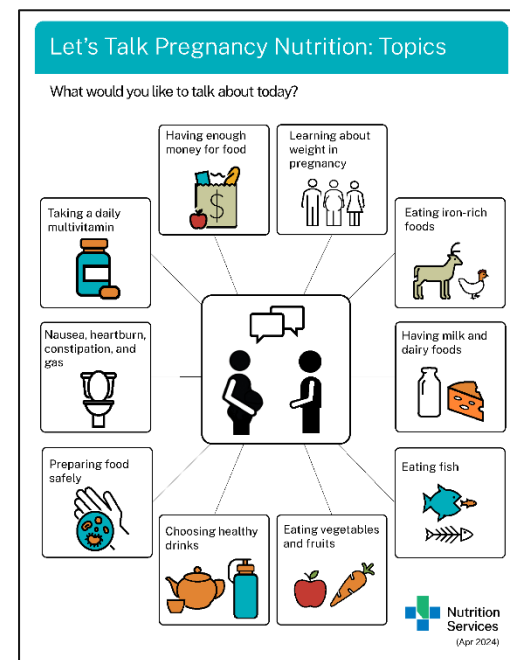 Let's Talk Pregnancy Nutrition: Topics
What would you like to talk about today?
Having enough
money for food
$
Learning about
weight in
pregnancy
Taking a daily
multivitamin
Eating iron-rich
foods
Nausea, heartburn,
constipation, and
gas
Having milk and
dairy foods
Preparing food
safely
Eating fish
Choosing healthy
drinks
Eating vegetables
and fruits
Nutrition
Services
(Apr 2024)